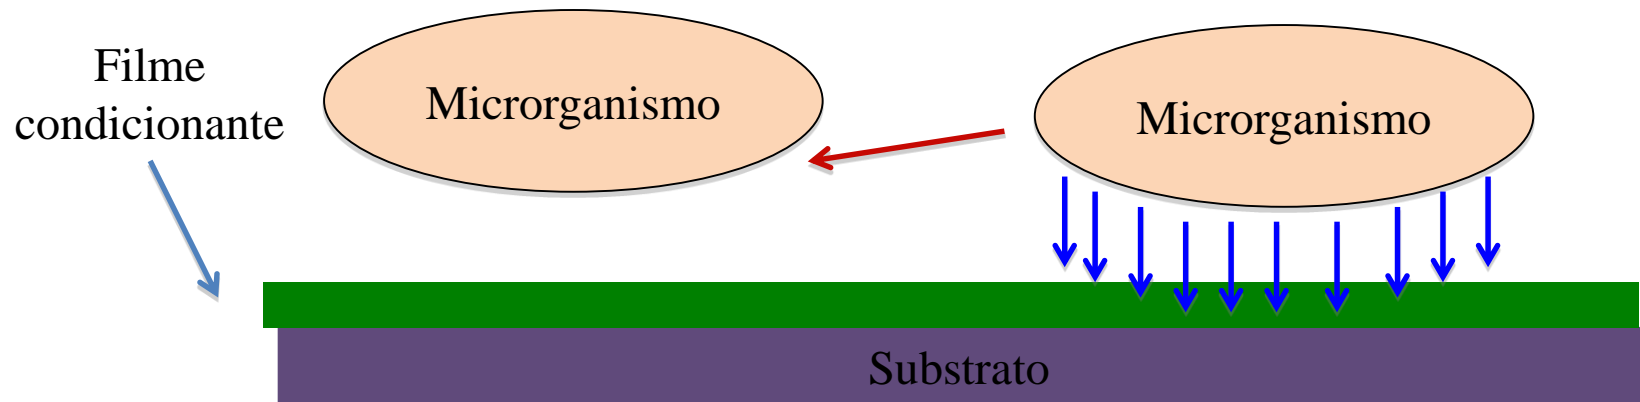 Filme
condicionante
Microrganismo
Microrganismo
Substrato